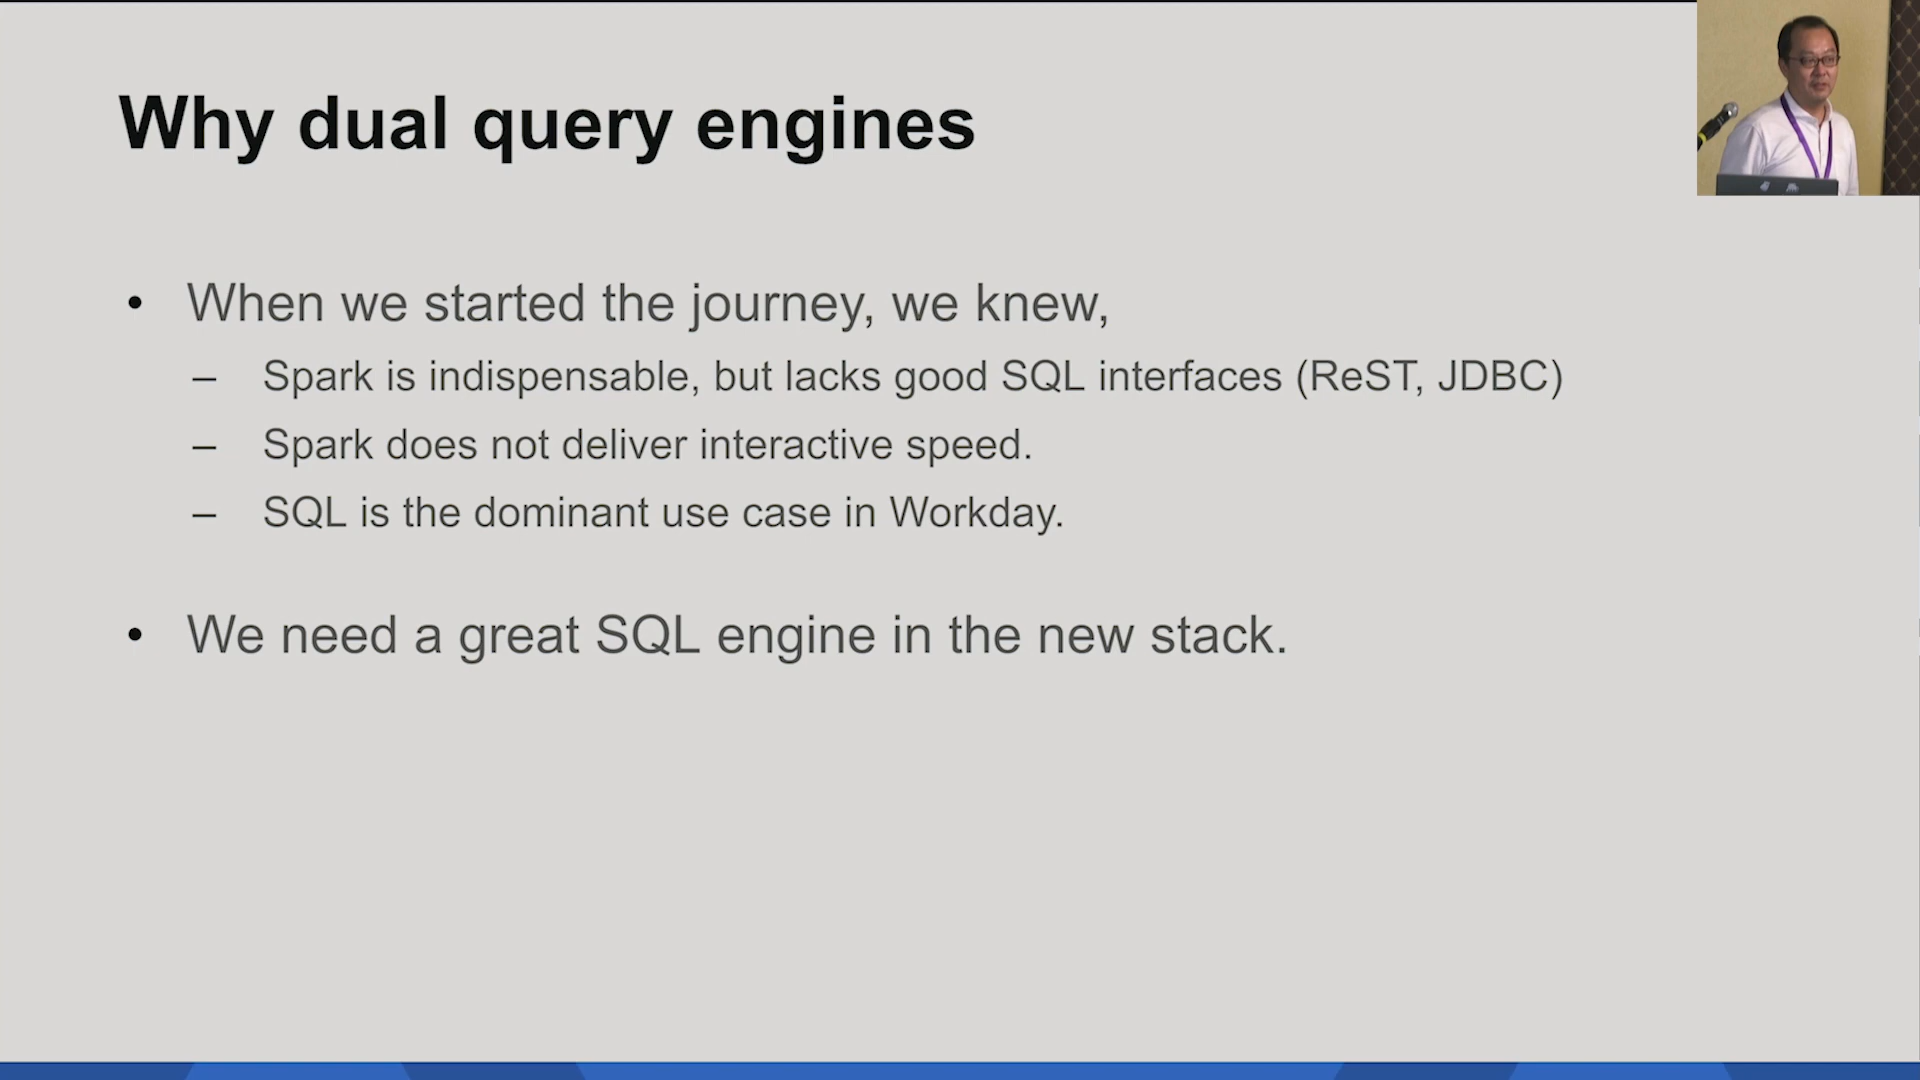 Why dual query engines
• When we started the journey, we knew,
– Spark is indispensable, but lacks good SQL interfaces (ReST, JDBC)
– Spark does not deliver interactive speed.
– SQL is the dominant use case in Workday.
• We need a great SQL engine in the new stack.